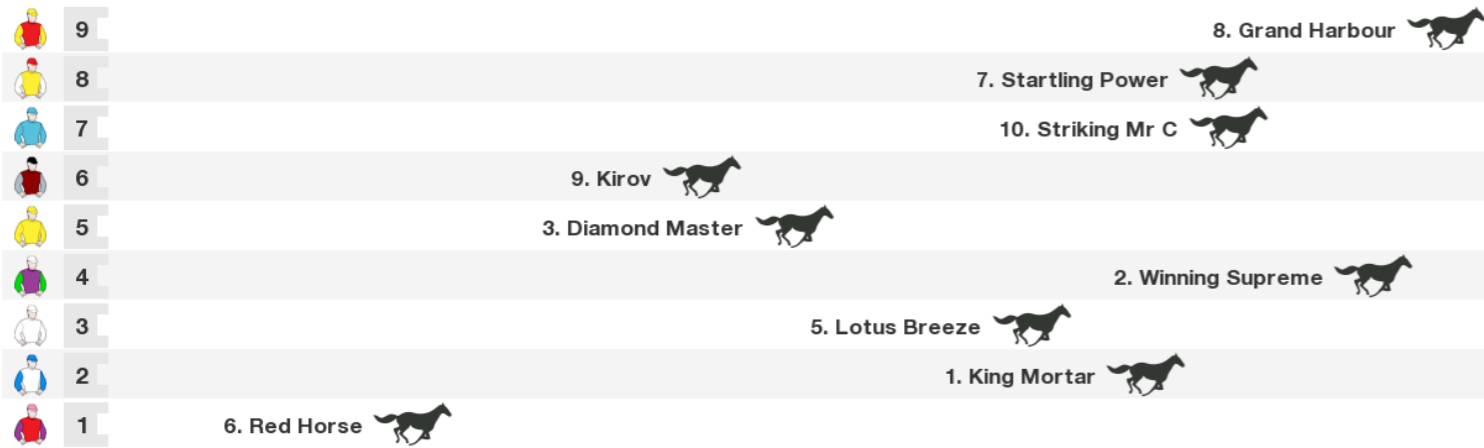 9 8. Grand Harbour
8 7. Startling Power
7 10. Striking Mr C
6 9. Kirov
5 3. Diamond Master
4 2. Winning Supreme
3 5. Lotus Breeze
2 1. King Mortar
1 6. Red Horse